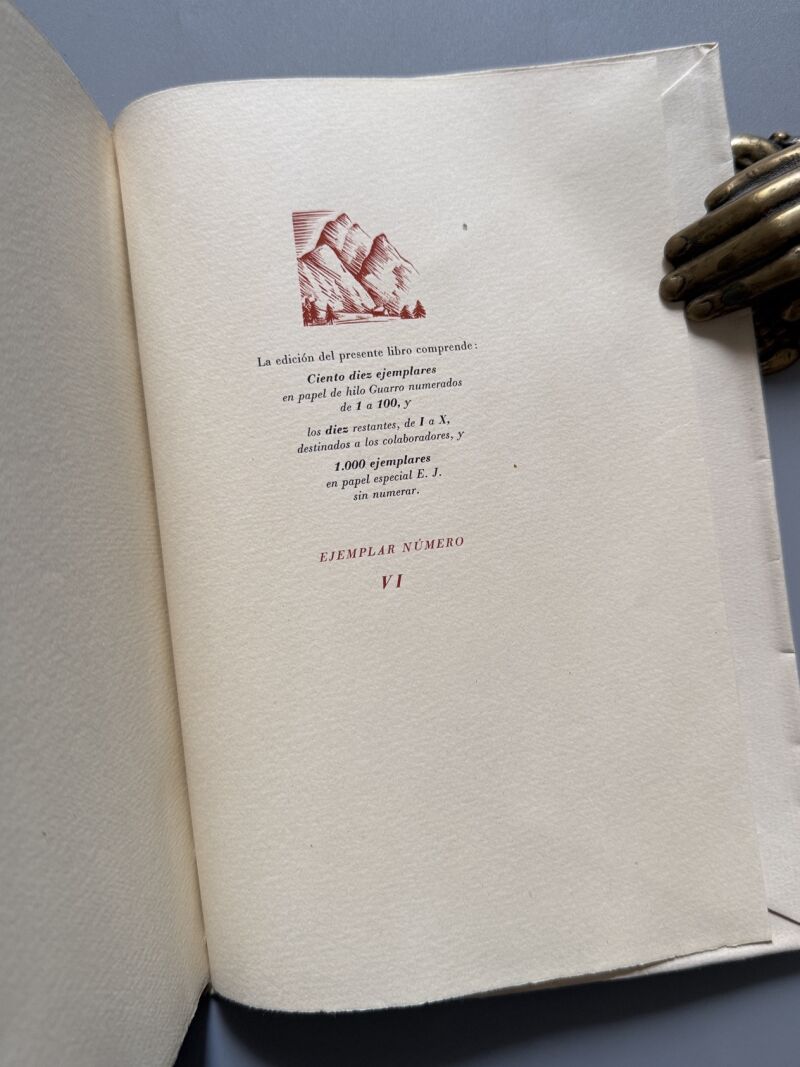 La edición del presente libro comprende:
Ciento diez ejemplares
en papel de hilo Guarro numerados
de 1 a 100, y
los diez restantes, de I a X,
destinados a los colaboradores, y
1.000 ejemplares
en papel especial E. J.
sin numerar.
EJEMPLAR NÚMERO
VI